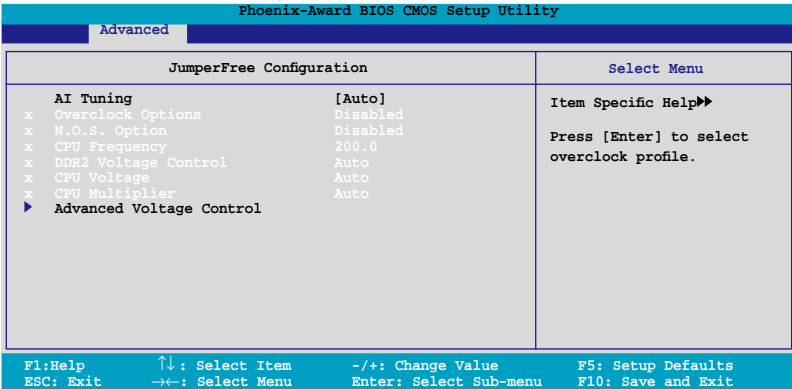 Phoenix-Award BIOS CMOS Setup Utility
Advanced
JumperFree Configuration
Select Menu
AI Tuning [Auto]
x Overclock Options Disabled
x N.O.S. Option Disabled
x CPU Frequency 200.0
x DDR2 Voltage Control Auto
x CPU Voltage Auto
x CPU Multiplier Auto
Advanced Voltage Control
Item Specific Help
Press [Enter] to select
overclock profile.
F1:Help ↑↓: Select Item -/+: Change Value F5: Setup Defaults
ESC: Exit →←: Select Menu Enter: Select Sub-menu F10: Save and Exit